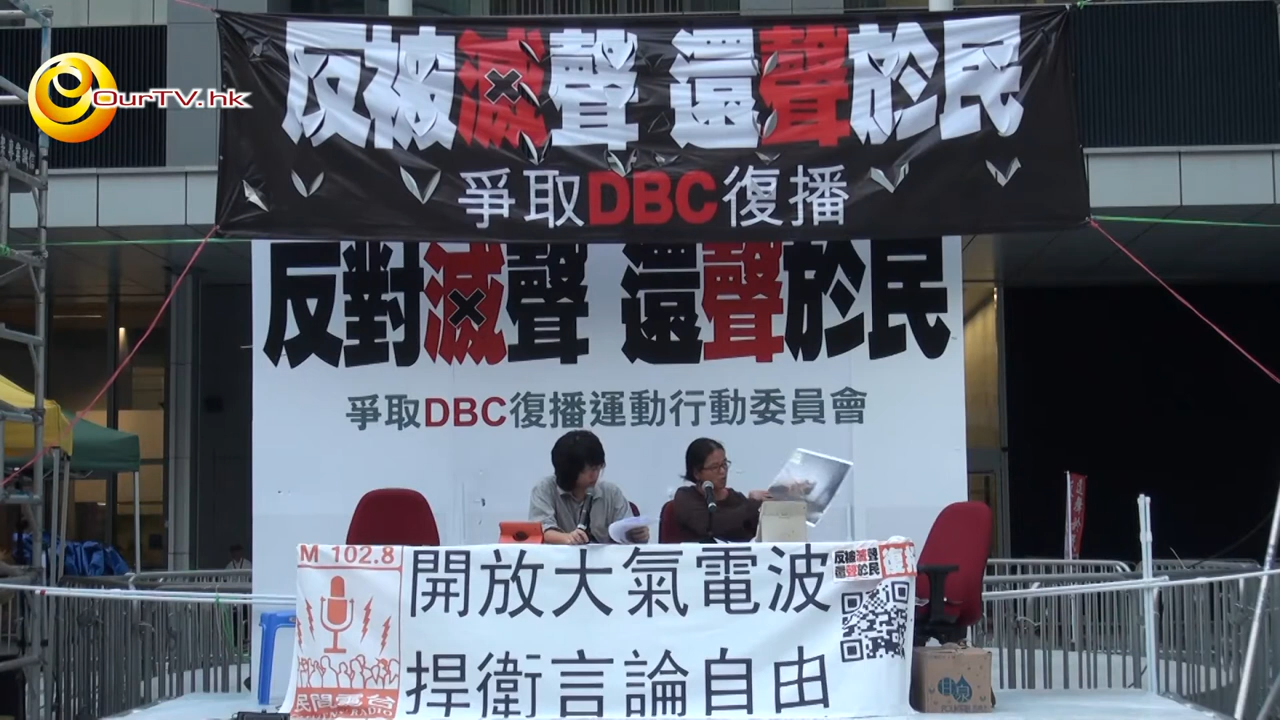 OurTV.hk
反被滅聲 還聲於民
爭取DBC復播
反對滅聲 還聲於民
爭取DBC復播運動行動委員會
M 102.8
開放大氣電波
捍衛言論自由
反被滅聲
還聲於民
復播
民間電台
RADIO